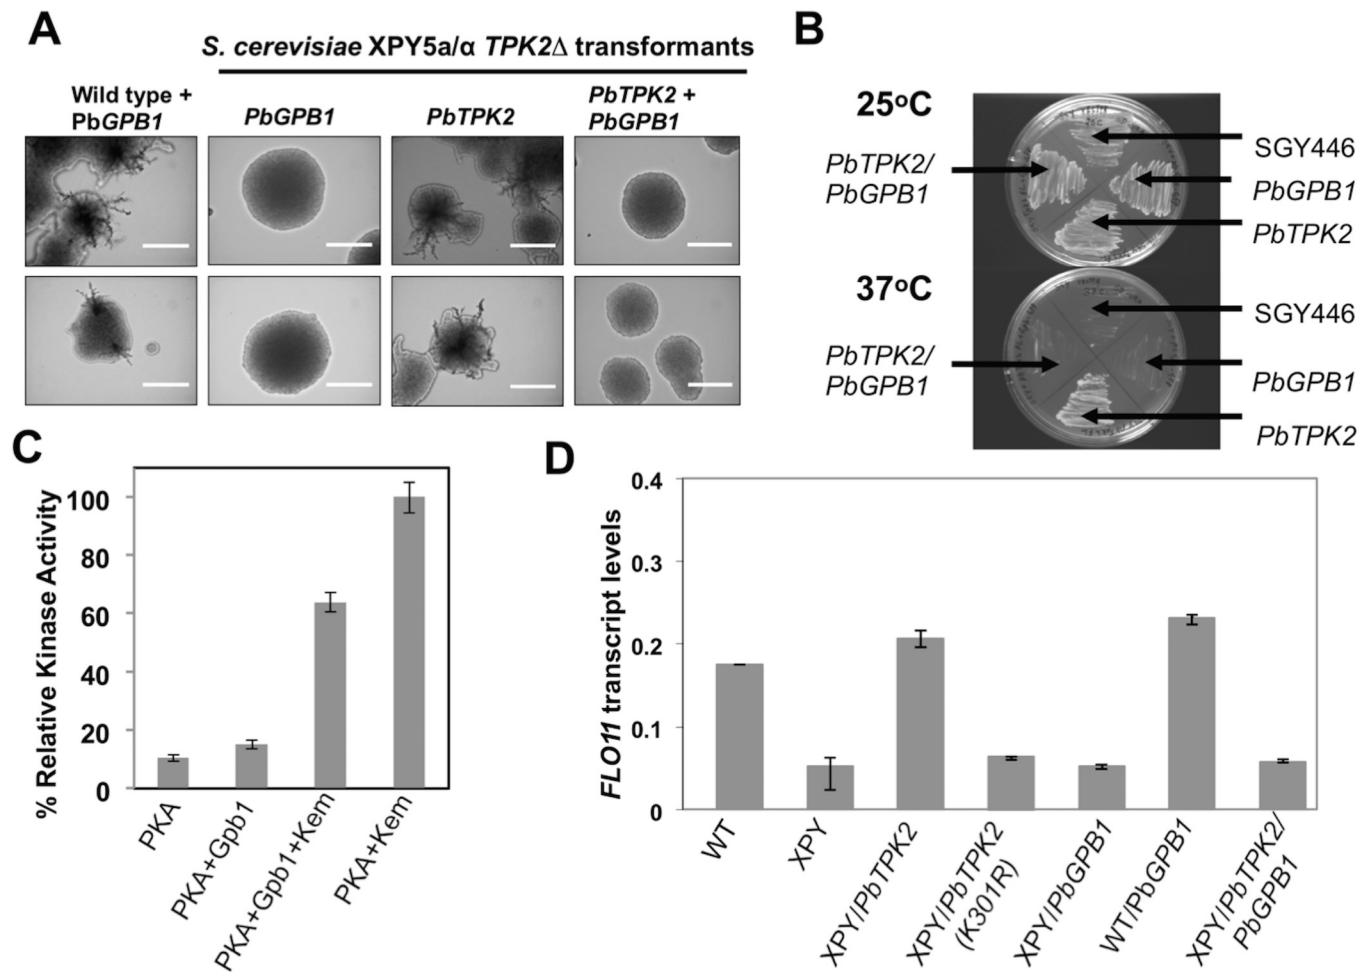 A
S. cerevisiae XPY5a/α TPK2Δ transformants
Wild type +
PbGPB1
PbGPB1
PbTPK2
PbTPK2 +
PbGPB1
B
25°C
PbTPK2/
PbGPB1
SGY446
PbGPB1
PbTPK2
37°C
PbTPK2/
PbGPB1
SGY446
PbGPB1
PbTPK2
C
% Relative Kinase Activity
100
80
60
40
20
0
PKA
PKA+Gpb1
PKA+Gpb1+Kem
PKA+Kem
D
FLO11 transcript levels
0.4
0.3
0.2
0.1
0
WT
XPY
XPY/PbTPK2
XPY/PbTPK2
(K301R)
XPY/PbGPB1
WT/PbGPB1
XPY/PbTPK2/
PbGPB1